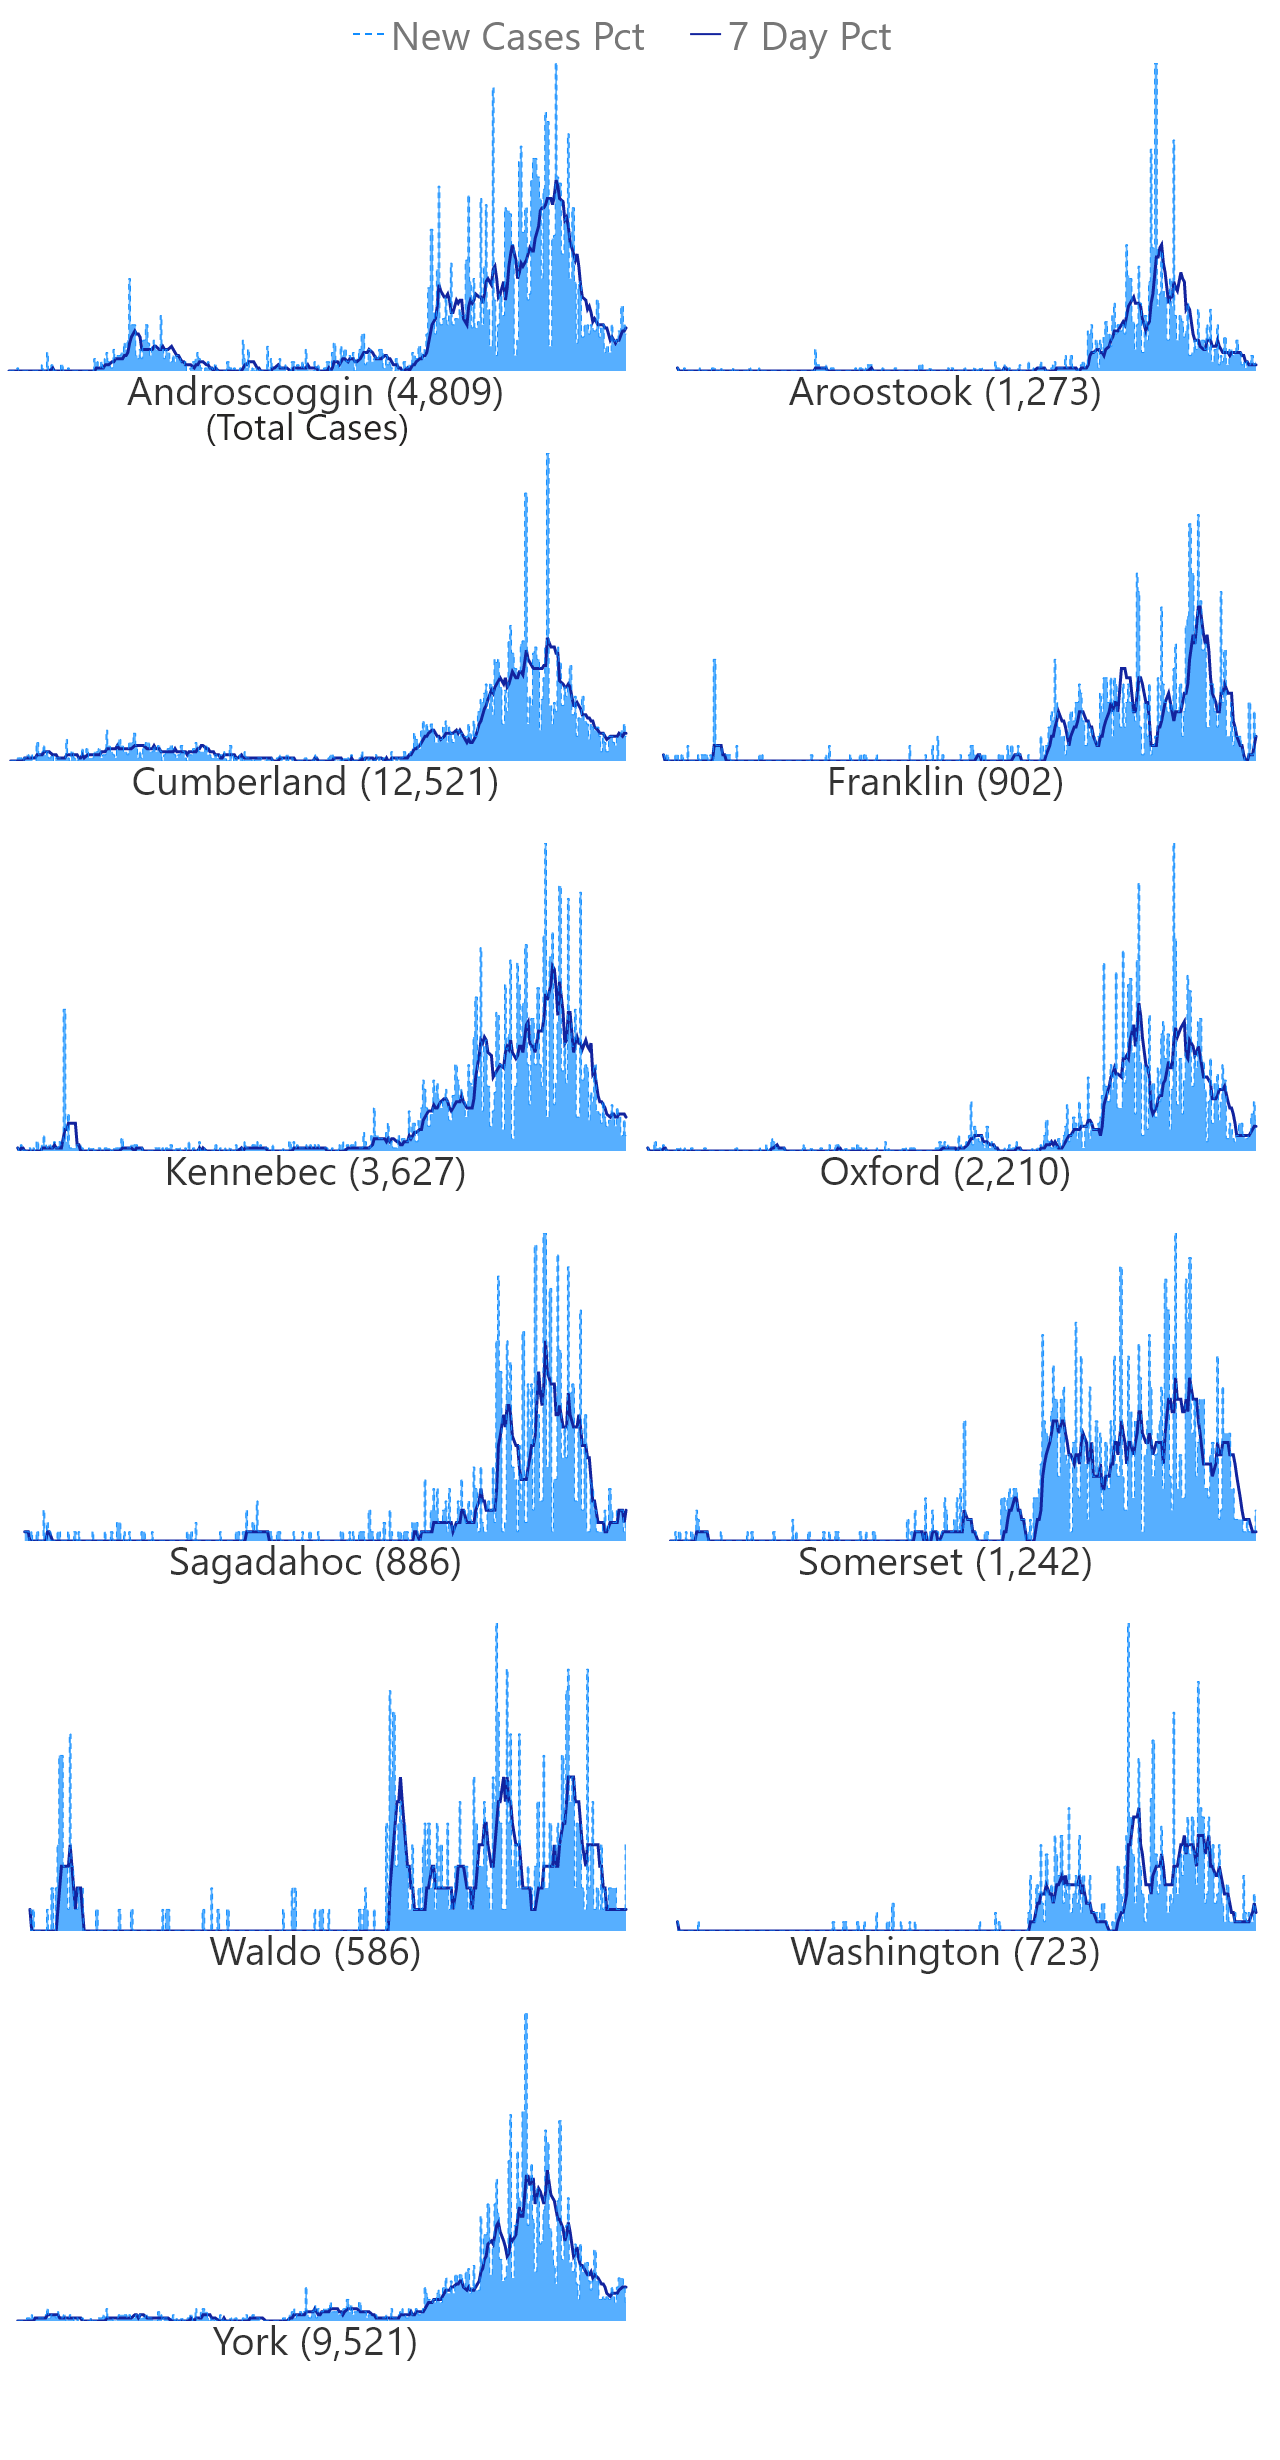 New Cases Pct 7 Day Pct
Androscoggin (4,809) Aroostook (1,273)
(Total Cases)
Cumberland (12,521) Franklin (902)
Kennebec (3,627) Oxford (2,210)
Sagadahoc (886) Somerset (1,242)
Waldo (586) Washington (723)
York (9,521)